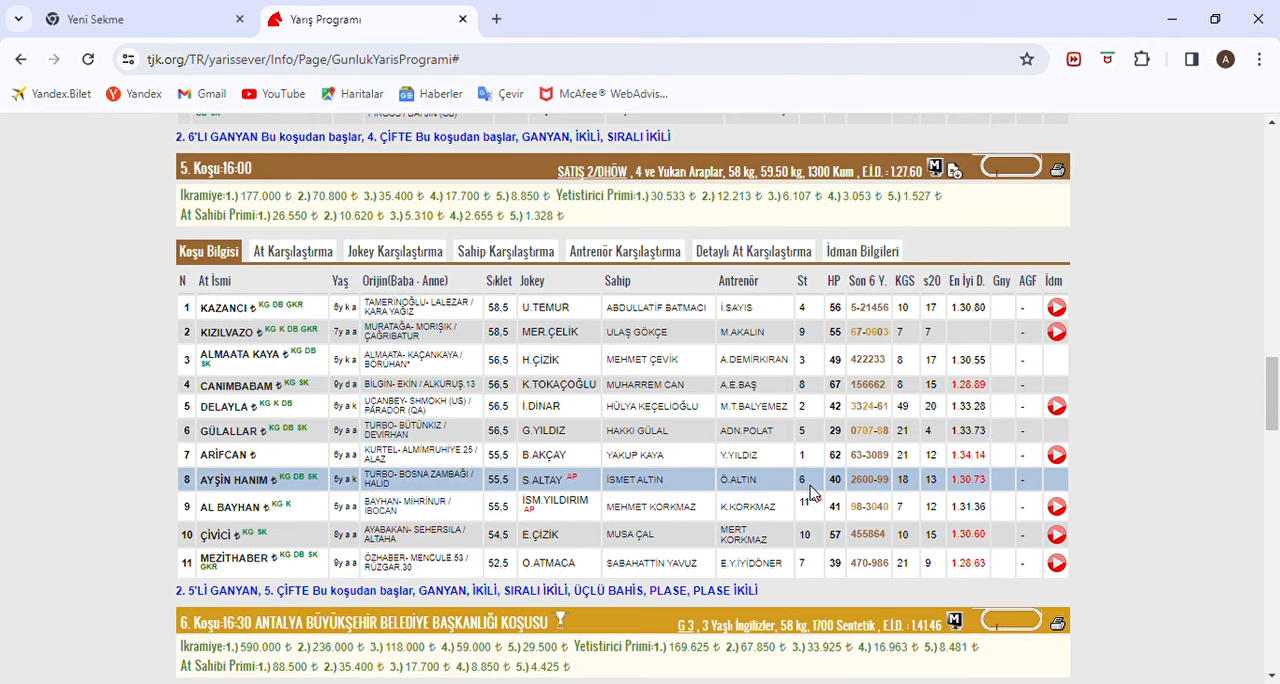 Yeni Sekme
Yarış Programı
tjk.org/TR/yarissever/Info/Page/GunlukYarisProgrami#
A
Yandex.Bilet Yandex Gmail YouTube Haritalar Haberler Çevir McAfee® WebAdvis...
2. 6'LI GANYAN Bu koşudan başlar, 4. ÇİFTE Bu koşudan başlar, GANYAN, İKİLİ, SIRALI İKİLİ
5. Koşu:16:00 SATIŞ 2/DHÖW , 4 ve Yukarı Araplar, 58 kg, 59.50 kg, 1300 Kum , E.İ.D. : 1.27.60
İkramiye:1.) 177.000 ₺ 2.) 70.800 ₺ 3.) 35.400 ₺ 4.) 17.700 ₺ 5.) 8.850 ₺ Yetistirici Primi:1.) 30.533 ₺ 2.) 12.213 ₺ 3.) 6.107 ₺ 4.) 3.053 ₺ 5.) 1.527 ₺
At Sahibi Primi:1.) 26.550 ₺ 2.) 10.620 ₺ 3.) 5.310 ₺ 4.) 2.655 ₺ 5.) 1.328 ₺
Koşu Bilgisi At Karşılaştırma Jokey Karşılaştırma Sahip Karşılaştırma Antrenör Karşılaştırma Detaylı At Karşılaştırma İdman Bilgileri
N At İsmi Yaş Orijin(Baba - Anne) Sıklet Jokey Sahip Antrenör St HP Son 6 Y. KGS s20 En İyi D. Gny AGF İdm
1 KAZANCI ₺ KG DB GKR 6y k a TAMERİNOĞLU- LALEZAR / KARA YAĞIZ 58,5 U.TEMUR ABDULLATİF BATMACI İ.SAYIS 4 56 5-21456 10 17 1.30.80 -
2 KIZILVAZO ₺ KG K DB GKR 7y a a MURATAĞA- MORIŞIK / ÇAĞRIBATUR 58,5 MER.ÇELİK ULAŞ GÖKÇE M.AKALIN 9 55 67-0603 7 7 -
3 ALMAATA KAYA ₺ KG DB SK 5y k a ALMAATA- KAÇANKAYA / BORUHAN* 56,5 H.ÇİZİK MEHMET ÇEVİK A.DEMİRKIRAN 3 49 422233 8 17 1.30.55 -
4 CANIMBABAM ₺ KG SK 9y d a BİLGİN- EKİN / ALKURUŞ.13 56,5 K.TOKAÇOĞLU MUHARREM CAN A.E.BAŞ 8 67 156662 8 15 1.28.89 -
5 DELAYLA ₺ KG K DB 6y a k UÇANBEY- SHMOKH (US) / PARADOR (QA) 56,5 İ.DİNAR HÜLYA KEÇELİOĞLU M.T.BALYEMEZ 2 42 3324-61 49 20 1.33.28 -
6 GÜLALLAR ₺ KG DB SK 6y a a TURBO- BÜTÜNKIZ / DEVİRHAN 56,5 G.YILDIZ HAKKI GÜLAL ADN.POLAT 5 29 0707-88 21 4 1.33.73 -
7 ARİFCAN ₺ 6y a a KURTEL- ALMİMRUHİYE.25 / ALAZ 55,5 B.AKÇAY YAKUP KAYA Y.YILDIZ 1 62 63-3089 21 12 1.34.14 -
8 AYŞİN HANIM ₺ KG DB SK 5y a k TURBO- BOSNA ZAMBAĞI / HALİD 55,5 S.ALTAY AP İSMET ALTIN Ö.ALTIN 6 40 2600-99 18 13 1.30.73 -
9 AL BAYHAN ₺ KG K 5y a a BAYHAN- MİHRİNUR / İBOCAN 55,5 İSM.YILDIRIM AP MEHMET KORKMAZ K.KORKMAZ 11 41 98-3040 7 12 1.31.36 -
10 ÇİVİCİ ₺ KG SK 8y a a AYABAKAN- SEHERSILA / ALTAHA 54,5 E.ÇİZİK MUSA ÇAL MERT KORKMAZ 10 57 455864 10 15 1.30.60 -
11 MEZİTHABER ₺ KG DB SK GKR 9y a a ÖZHABER- MENCULE.53 / RÜZGAR.30 52,5 O.ATMACA SABAHATTİN YAVUZ E.Y.İYİDÖNER 7 39 470-986 21 9 1.28.63 -
2. 5'Lİ GANYAN, 5. ÇİFTE Bu koşudan başlar, GANYAN, İKİLİ, SIRALI İKİLİ, ÜÇLÜ BAHİS, PLASE, PLASE İKİLİ
6. Koşu:16:30 ANTALYA BÜYÜKŞEHİR BELEDİYE BAŞKANLIĞI KOŞUSU G 3 , 3 Yaşlı İngilizler, 58 kg, 1700 Sentetik , E.İ.D. : 1.41.46
İkramiye:1.) 590.000 ₺ 2.) 236.000 ₺ 3.) 118.000 ₺ 4.) 59.000 ₺ 5.) 29.500 ₺ Yetistirici Primi:1.) 169.625 ₺ 2.) 67.850 ₺ 3.) 33.925 ₺ 4.) 16.963 ₺ 5.) 8.481 ₺
At Sahibi Primi:1.) 88.500 ₺ 2.) 35.400 ₺ 3.) 17.700 ₺ 4.) 8.850 ₺ 5.) 4.425 ₺